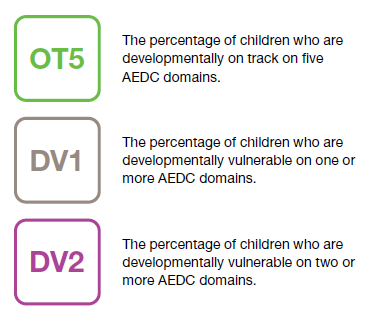 OT5
The percentage of children who are
developmentally on track on five
AEDC domains.
DV1
The percentage of children who are
developmentally vulnerable on one or
more AEDC domains.
DV2
The percentage of children who are
developmentally vulnerable on two or
more AEDC domains.